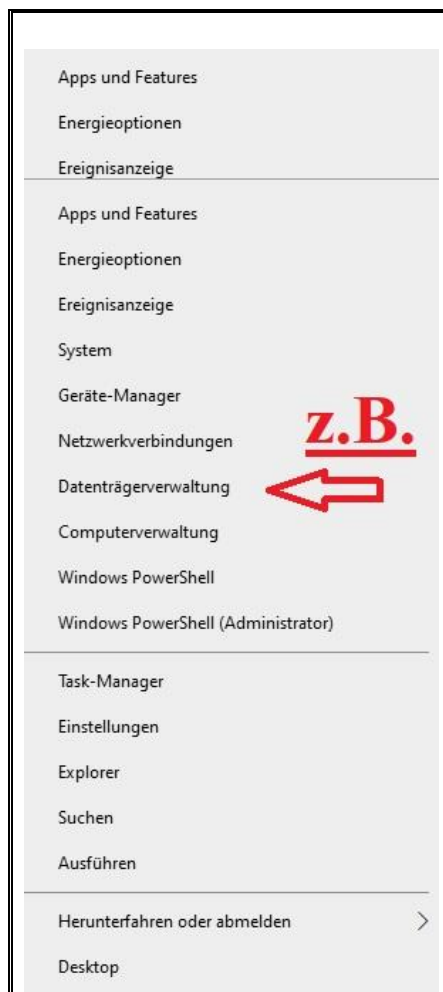 Apps und Features
Energieoptionen
Ereignisanzeige
Apps und Features
Energieoptionen
Ereignisanzeige
System
Geräte-Manager
Netzwerkverbindungen
z.B.
Datenträgerverwaltung
Computerverwaltung
Windows PowerShell
Windows PowerShell (Administrator)
Task-Manager
Einstellungen
Explorer
Suchen
Ausführen
Herunterfahren oder abmelden
Desktop